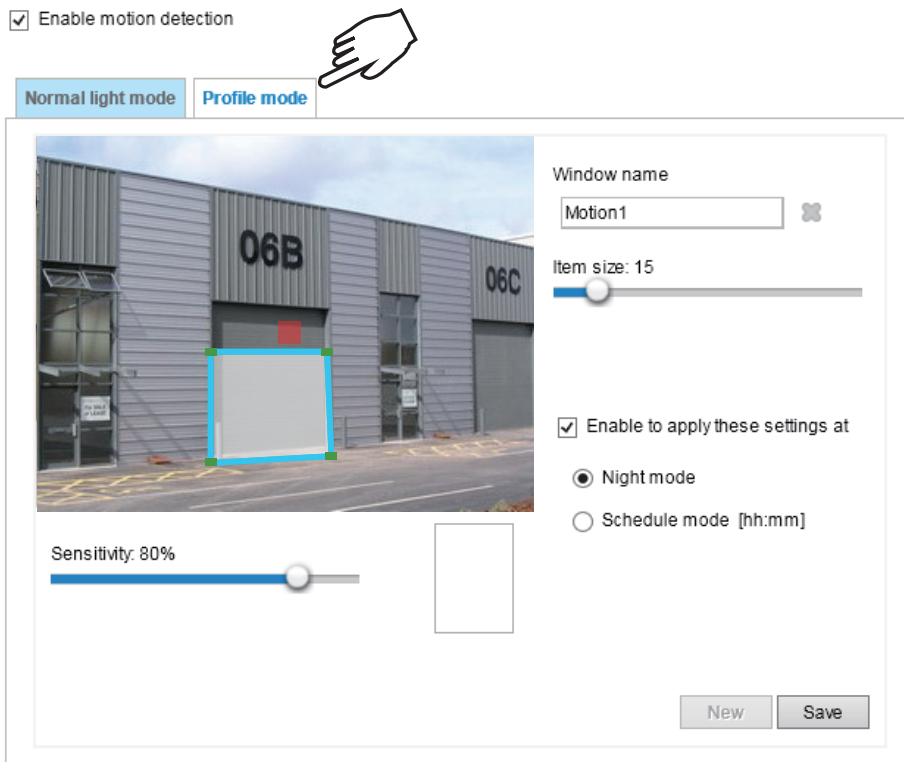 Enable motion detection
Normal light mode
Profile mode
06B
06C
Window name
Motion1
Item size: 15
Enable to apply these settings at
Night mode
Schedule mode [hh:mm]
Sensitivity: 80%
New
Save